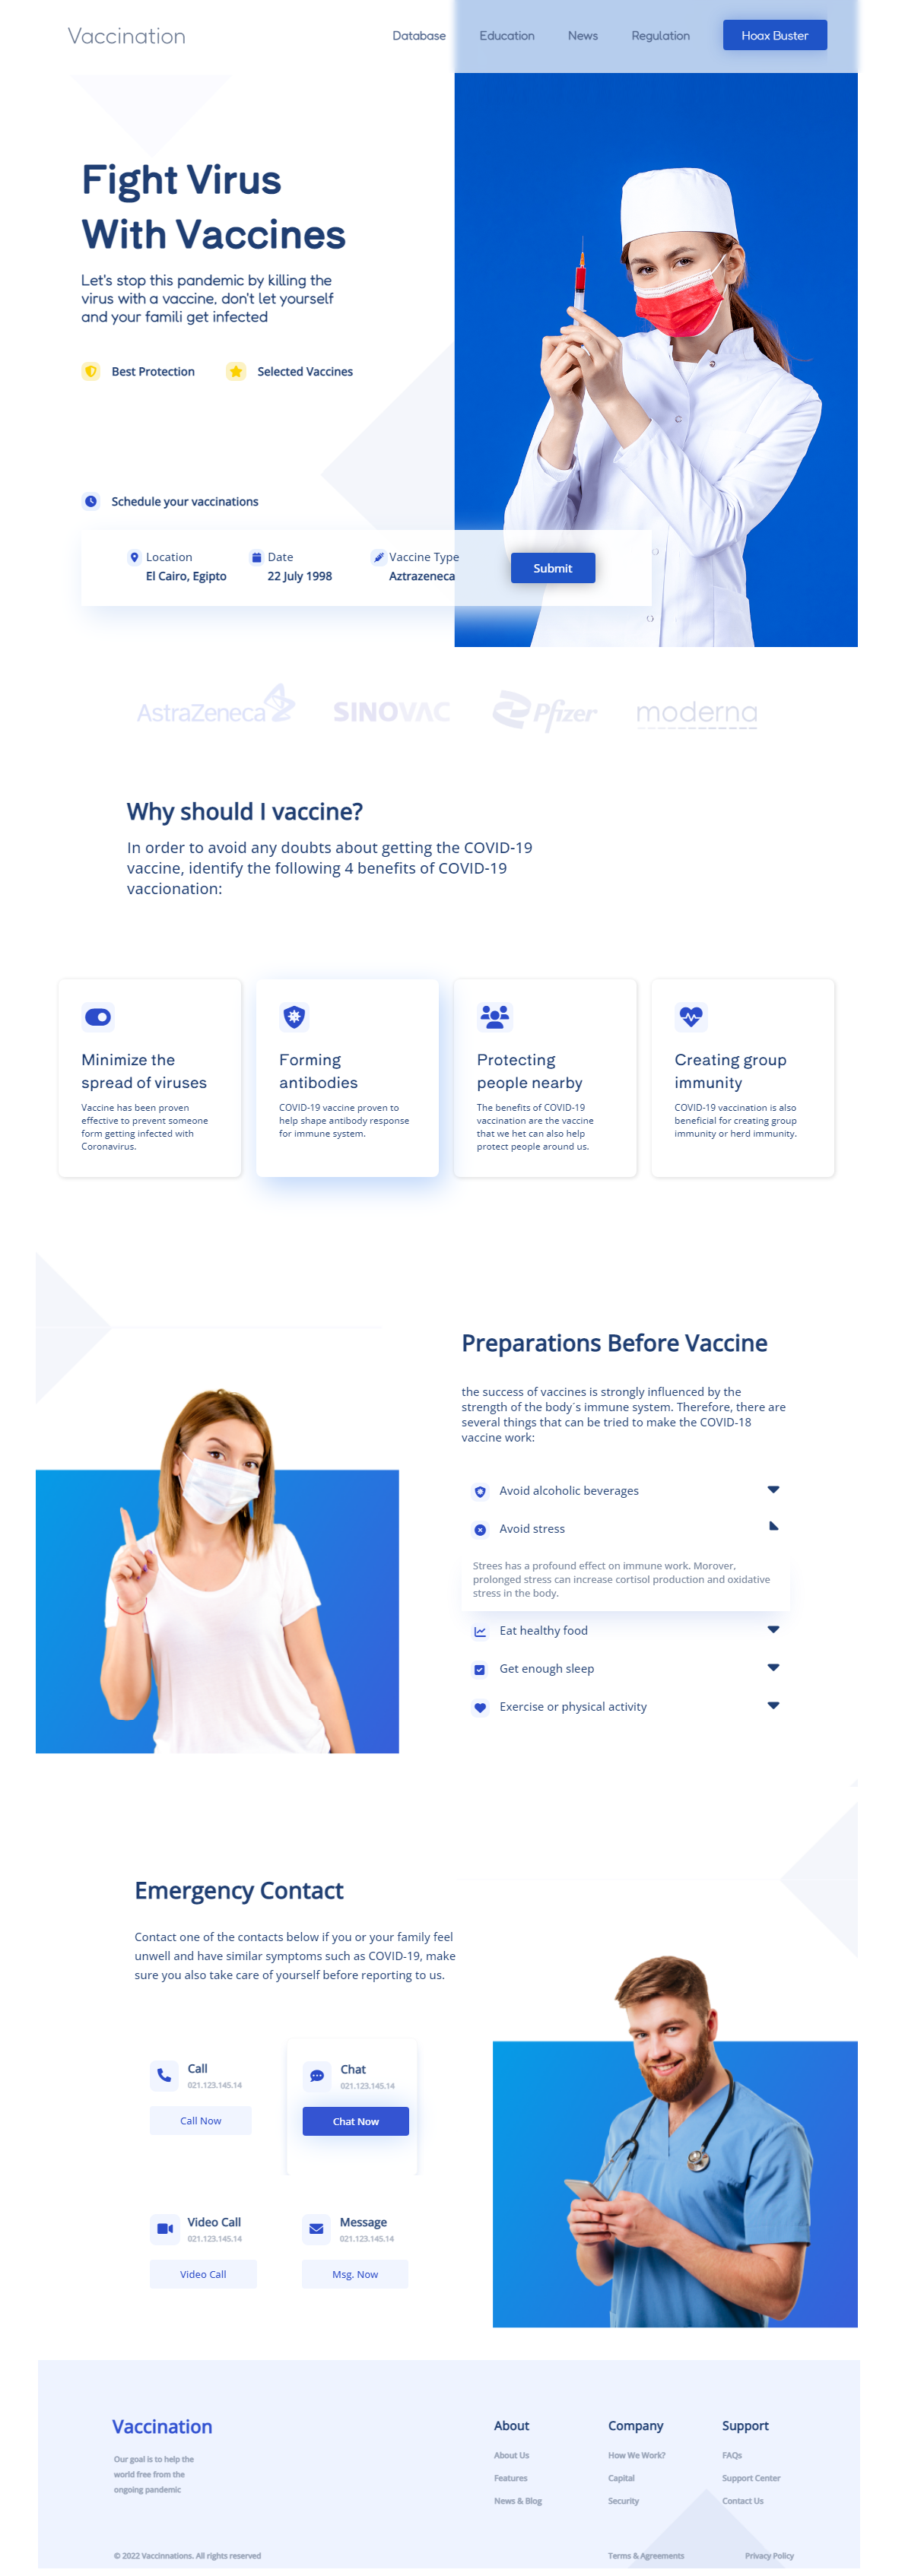 Vaccination
Database Education News Regulation Hoax Buster
Fight Virus
With Vaccines
Let's stop this pandemic by killing the
virus with a vaccine, don't let yourself
and your famili get infected
Best Protection Selected Vaccines
Schedule your vaccinations
Location Date Vaccine Type
El Cairo, Egipto 22 July 1998 Aztrazeneca
Submit
AstraZeneca SINOVAC Pfizer moderna
Why should I vaccine?
In order to avoid any doubts about getting the COVID-19
vaccine, identify the following 4 benefits of COVID-19
vaccionation:
Minimize the
spread of viruses
Vaccine has been proven
effective to prevent someone
form getting infected with
Coronavirus.
Forming
antibodies
COVID-19 vaccine proven to
help shape antibody response
for immune system.
Protecting
people nearby
The benefits of COVID-19
vaccination are the vaccine
that we het can also help
protect people around us.
Creating group
immunity
COVID-19 vaccination is also
beneficial for creating group
immunity or herd immunity.
Preparations Before Vaccine
the success of vaccines is strongly influenced by the
strength of the body´s immune system. Therefore, there are
several things that can be tried to make the COVID-18
vaccine work:
Avoid alcoholic beverages
Avoid stress
Strees has a profound effect on immune work. Morover,
prolonged stress can increase cortisol production and oxidative
stress in the body.
Eat healthy food
Get enough sleep
Exercise or physical activity
Emergency Contact
Contact one of the contacts below if you or your family feel
unwell and have similar symptoms such as COVID-19, make
sure you also take care of yourself before reporting to us.
Call
021.123.145.14
Call Now
Chat
021.123.145.14
Chat Now
Video Call
021.123.145.14
Video Call
Message
021.123.145.14
Msg. Now
Vaccination
Our goal is to help the
world free from the
ongoing pandemic
About
About Us
Features
News & Blog
Company
How We Work?
Capital
Security
Support
FAQs
Support Center
Contact Us
© 2022 Vaccinnations. All rights reserved
Terms & Agreements
Privacy Policy